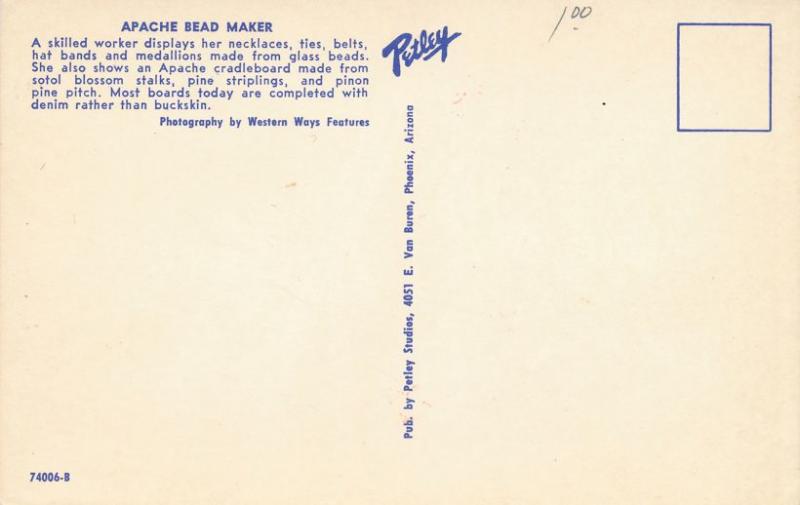 APACHE BEAD MAKER
A skilled worker displays her necklaces, ties, belts,
hat bands and medallions made from glass beads.
She also shows an Apache cradleboard made from
sotol blossom stalks, pine striplings, and pinon
pine pitch. Most boards today are completed with
denim rather than buckskin.
Photography by Western Ways Features
Petley
1.00
Pub. by Petley Studios, 4051 E. Van Buren, Phoenix, Arizona
74006-B